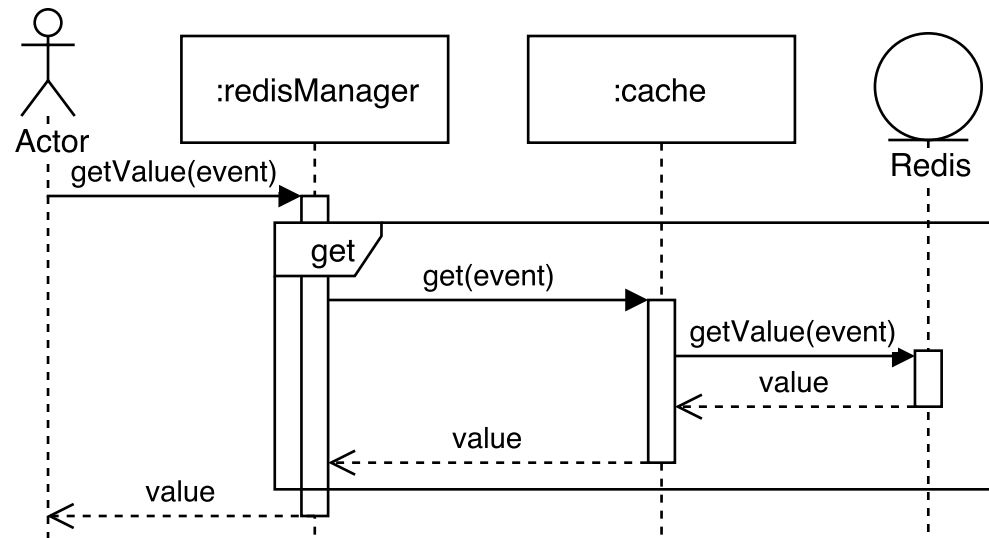 :redisManager
:cache
Actor
Redis
getValue(event)
get
get(event)
getValue(event)
value
value
value